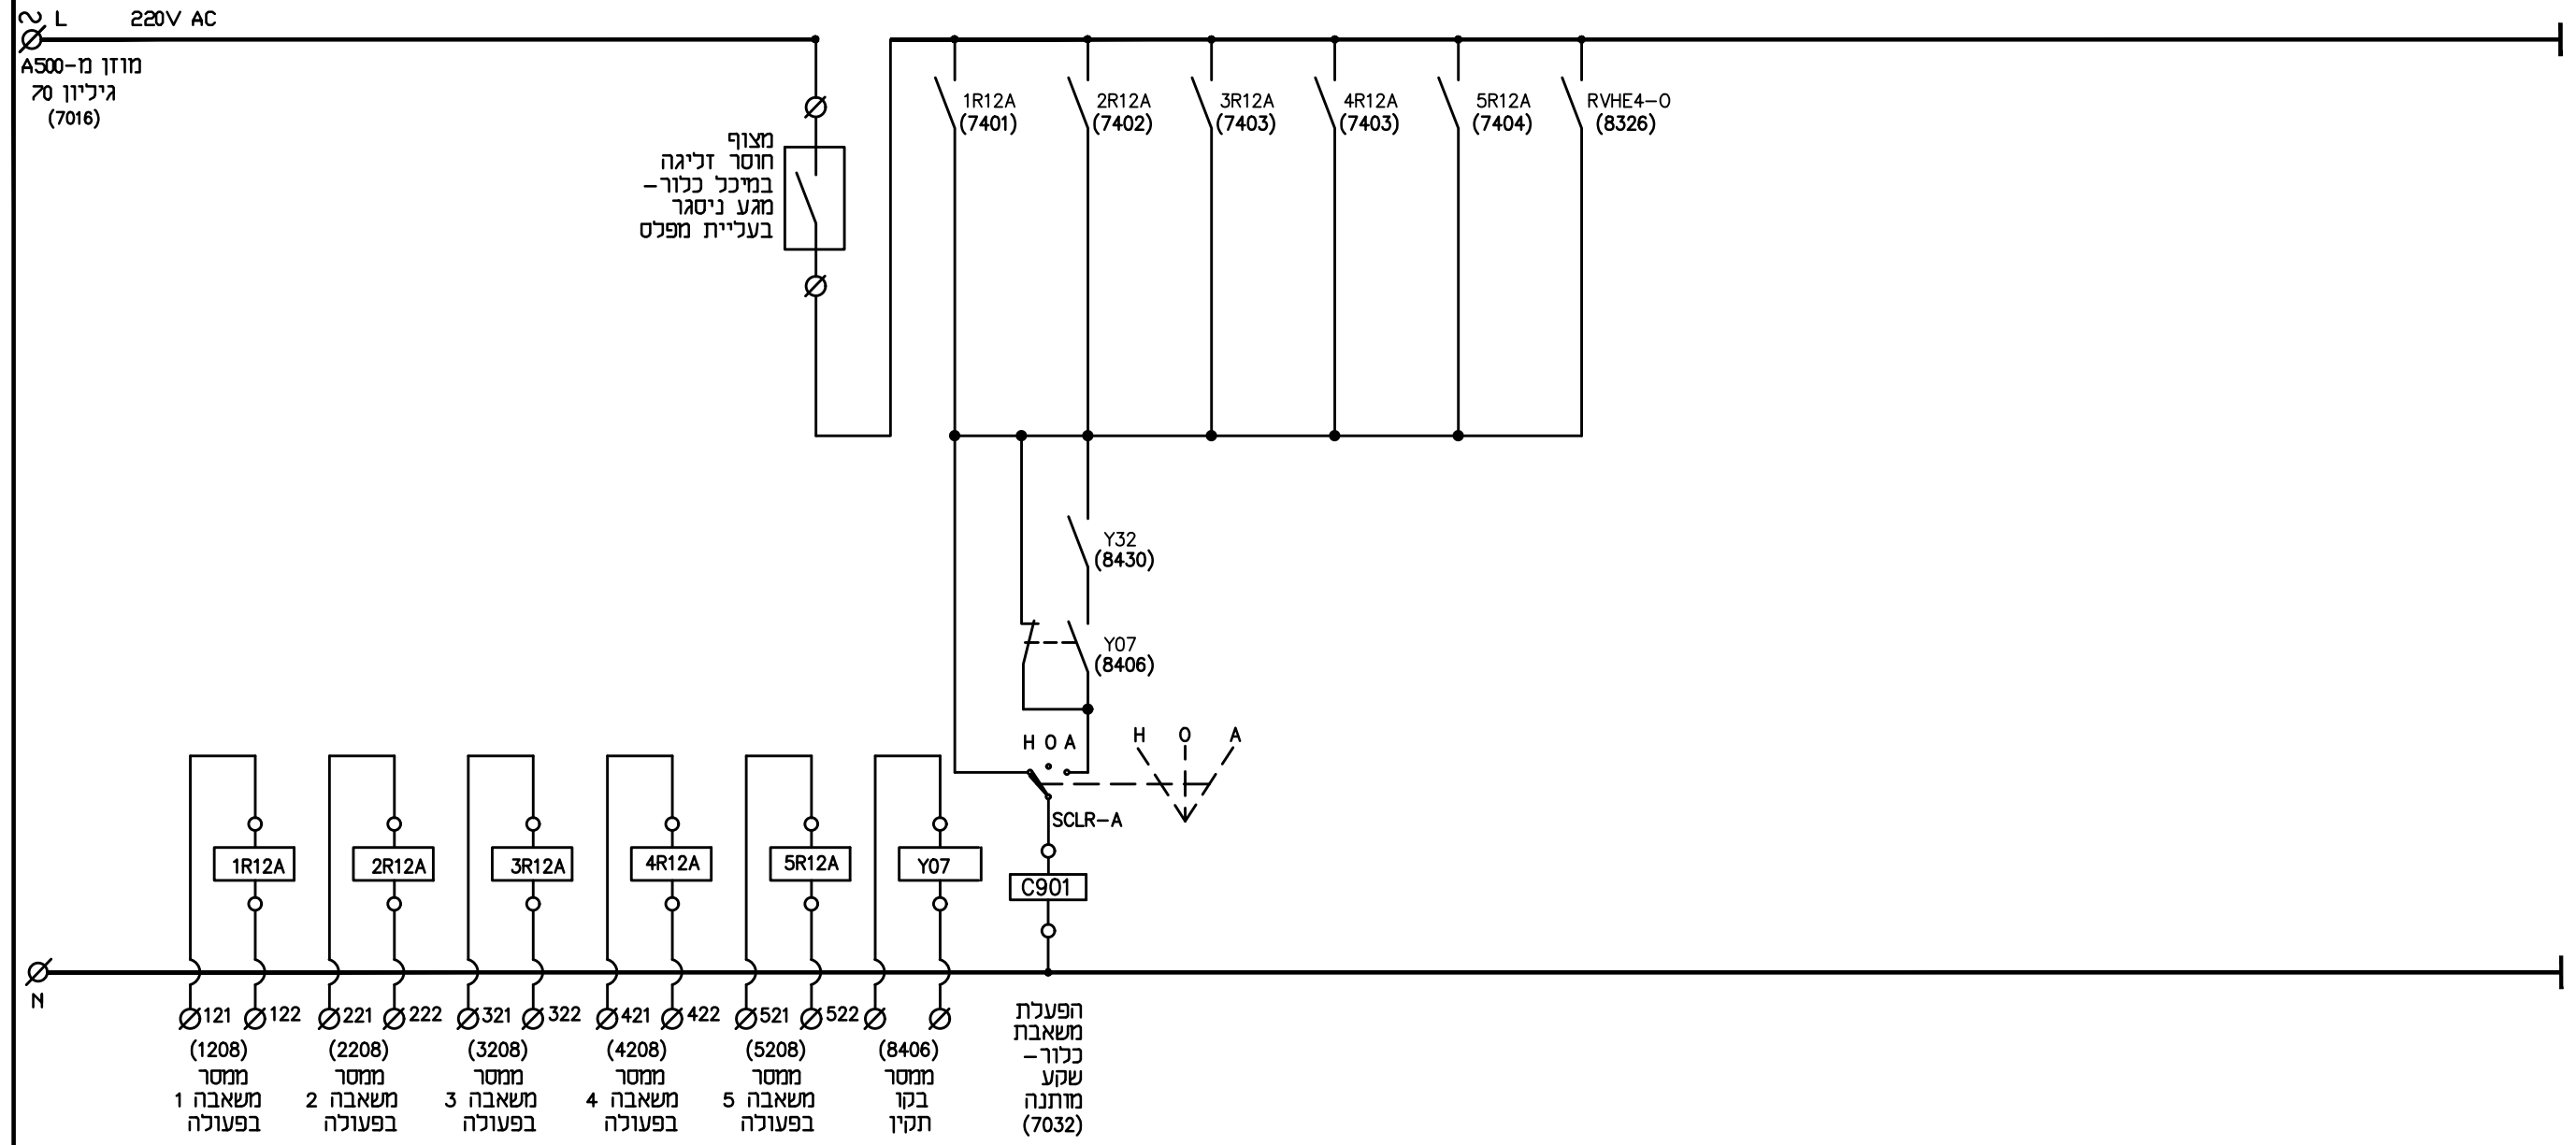 L 220V AC
מוזן מ-A500
גיליון 70
(7016)
מצוף
חוסר זליגה
במיכל כלור-
מגע ניסגר
בעליית מפלס
1R12A
(7401)
2R12A
(7402)
3R12A
(7403)
4R12A
(7403)
5R12A
(7404)
RVHE4-O
(8326)
Y32
(8430)
Y07
(8406)
H O A
H O A
SCLR-A
1R12A
2R12A
3R12A
4R12A
5R12A
Y07
C901
N
121 122 221 222 321 322 421 422 521 522
(1208)
ממסר
משאבה 1
בפעולה
(2208)
ממסר
משאבה 2
בפעולה
(3208)
ממסר
משאבה 3
בפעולה
(4208)
ממסר
משאבה 4
בפעולה
(5208)
ממסר
משאבה 5
בפעולה
(8406)
ממסר
בקו
תקין
הפעלת
משאבת
כלור-
שקע
מותנה
(7032)